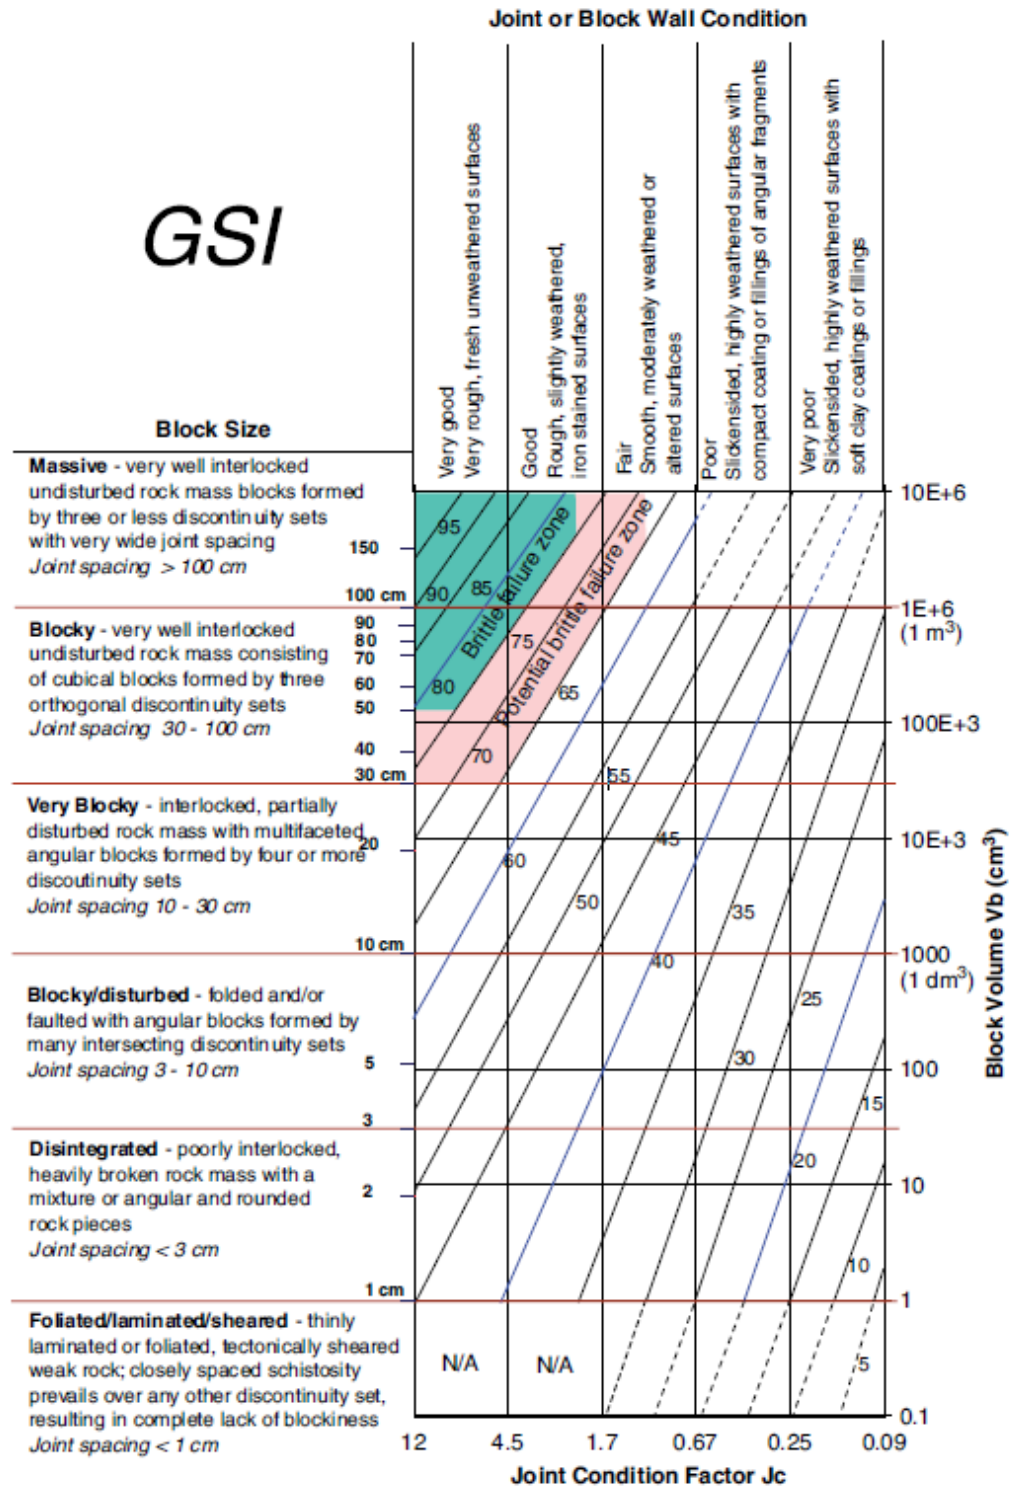 Joint or Block Wall Condition
GSI
Block Size
Very good
Very rough, fresh unweathered surfaces
Good
Rough, slightly weathered,
iron stained surfaces
Fair
Smooth, moderately weathered or
altered surfaces
Poor
Slickensided, highly weathered surfaces with
compact coating or fillings of angular fragments
Very poor
Slickensided, highly weathered surfaces with
soft clay coatings or fillings
Massive - very well interlocked
undisturbed rock mass blocks formed
by three or less discontinuity sets
with very wide joint spacing
Joint spacing > 100 cm
Blocky - very well interlocked
undisturbed rock mass consisting
of cubical blocks formed by three
orthogonal discontinuity sets
Joint spacing 30 - 100 cm
Very Blocky - interlocked, partially
disturbed rock mass with multifaceted
angular blocks formed by four or more
discoutinuity sets
Joint spacing 10 - 30 cm
Blocky/disturbed - folded and/or
faulted with angular blocks formed by
many intersecting discontinuity sets
Joint spacing 3 - 10 cm
Disintegrated - poorly interlocked,
heavily broken rock mass with a
mixture or angular and rounded
rock pieces
Joint spacing < 3 cm
Foliated/laminated/sheared - thinly
laminated or foliated, tectonically sheared
weak rock; closely spaced schistosity
prevails over any other discontinuity set,
resulting in complete lack of blockiness
Joint spacing < 1 cm
150
100 cm
90
80
70
60
50
40
30 cm
20
10 cm
5
3
2
1 cm
95
90
85
80
Brittle failure zone
75
Potential brittle failure zone
70
65
55
60
45
50
35
40
25
30
15
20
10
5
N/A
N/A
10E+6
1E+6
(1 m³)
100E+3
10E+3
1000
(1 dm³)
100
10
1
0.1
Block Volume Vb (cm³)
12
4.5
1.7
0.67
0.25
0.09
Joint Condition Factor Jc